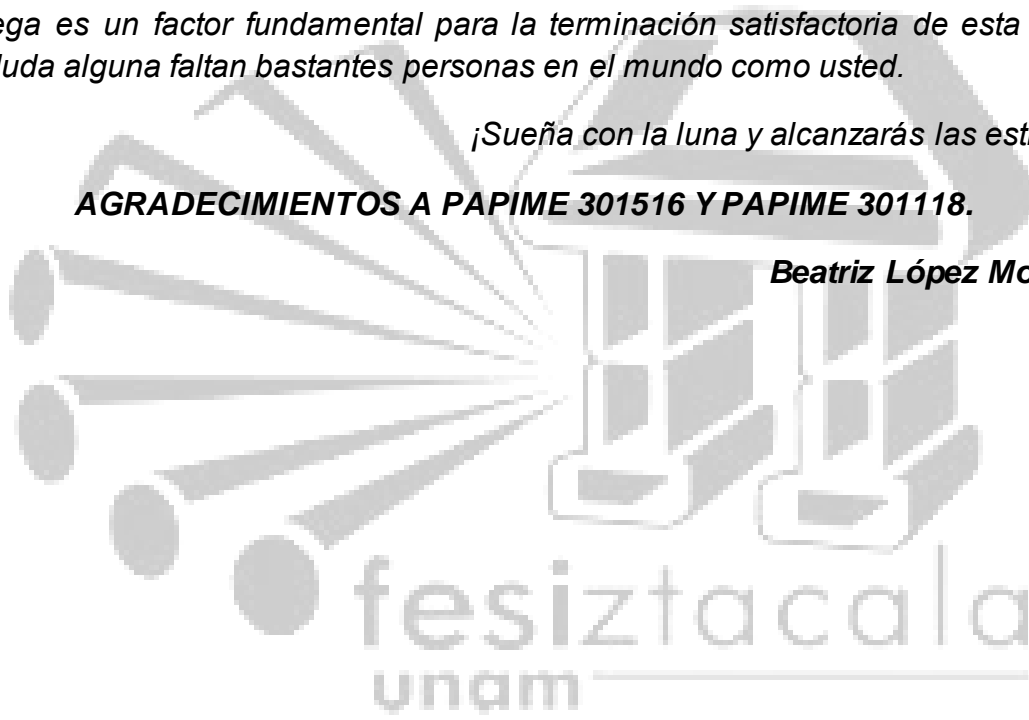 ega es un factor fundamental para la terminación satisfactoria de esta
duda alguna faltan bastantes personas en el mundo como usted.
¡Sueña con la luna y alcanzarás las est
AGRADECIMIENTOS A PAPIME 301516 Y PAPIME 301118.
Beatriz López Mo
fesiztacala
unam